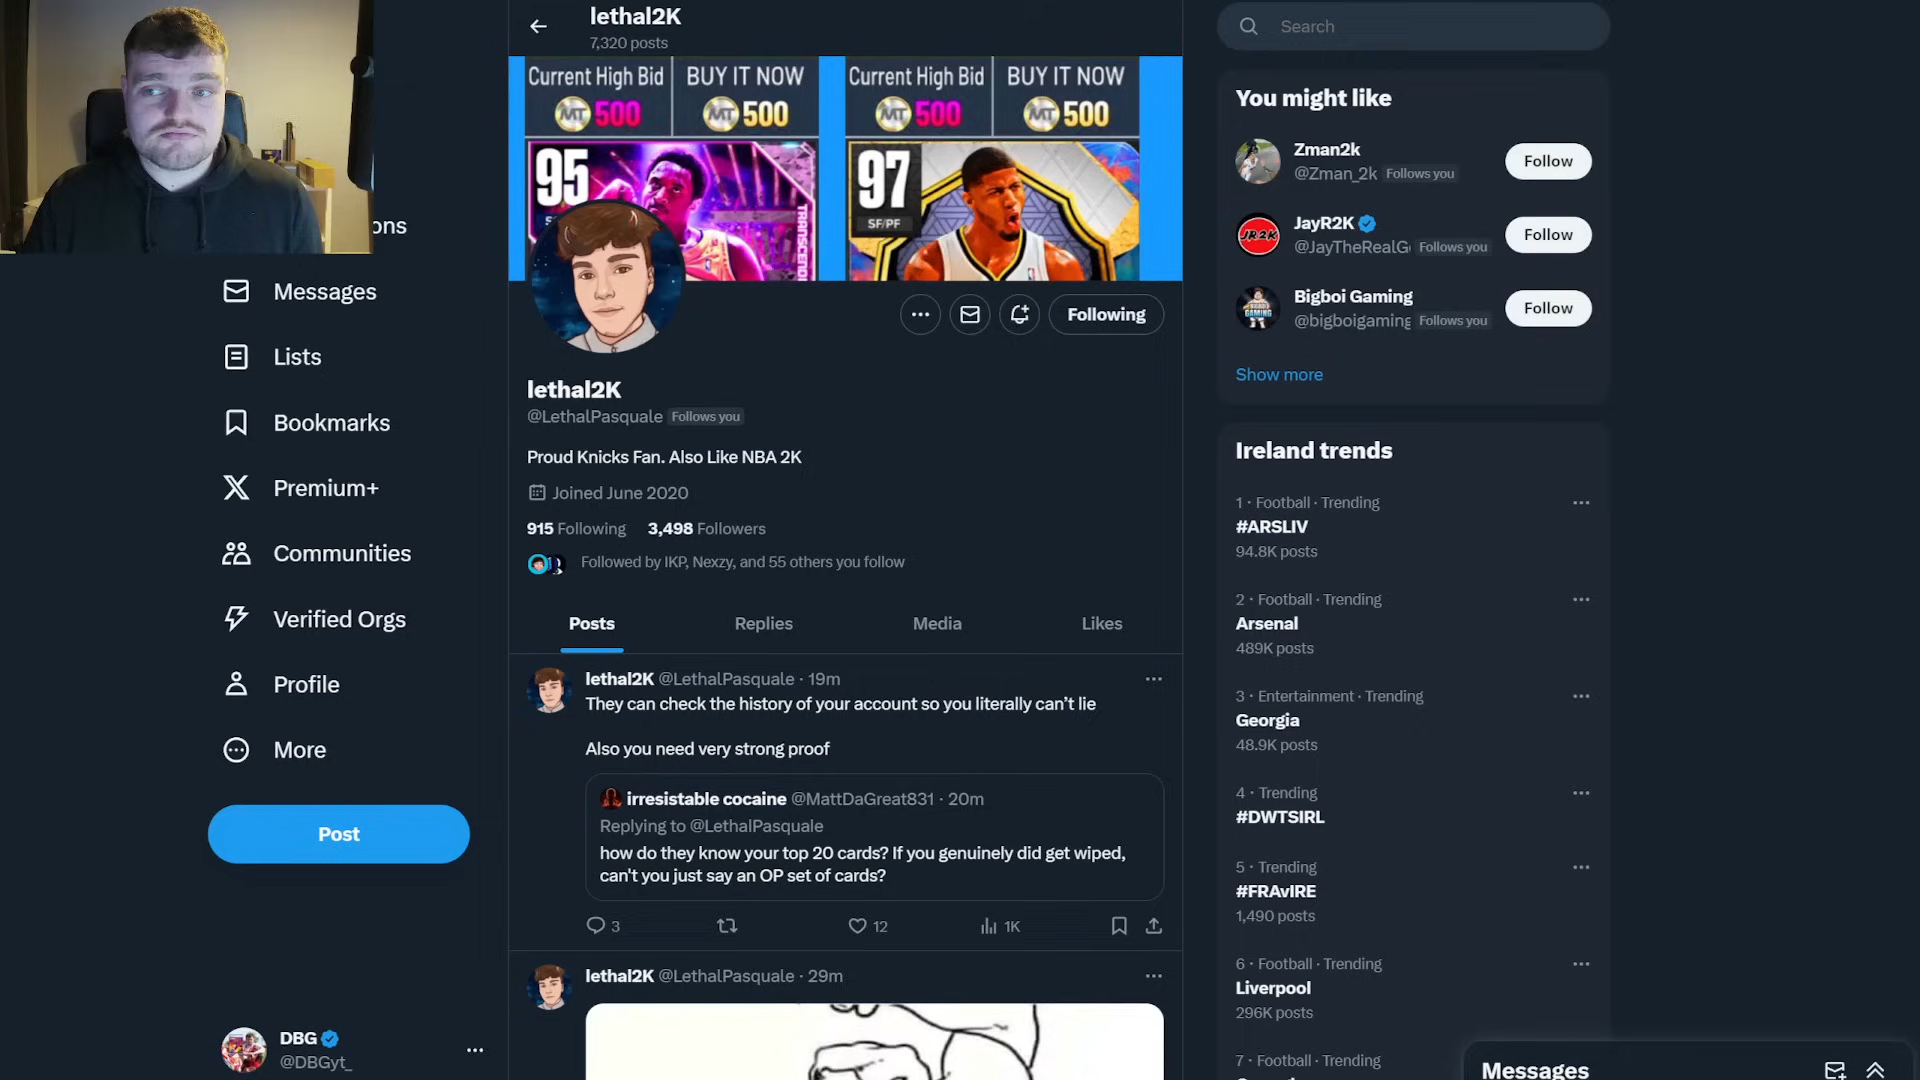 lethal2K
7,320 posts
Search
Current High Bid
BUY IT NOW
Current High Bid
BUY IT NOW
MT 500
MT 500
MT 500
MT 500
95
97
SF/PF
TRANSCEND
ons
Messages
Lists
Bookmarks
Premium+
Communities
Verified Orgs
Profile
More
Post
DBG
@DBGyt_
Following
lethal2K
@LethalPasquale Follows you
Proud Knicks Fan. Also Like NBA 2K
Joined June 2020
915 Following 3,498 Followers
Followed by IKP, Nexzy, and 55 others you follow
Posts Replies Media Likes
lethal2K @LethalPasquale · 19m
They can check the history of your account so you literally can’t lie
Also you need very strong proof
irresistable cocaine @MattDaGreat831 · 20m
Replying to @LethalPasquale
how do they know your top 20 cards? If you genuinely did get wiped,
can't you just say an OP set of cards?
3 12 1K
lethal2K @LethalPasquale · 29m
You might like
Zman2k
@Zman_2k Follows you
Follow
JR2K
JayR2K
@JayTheRealG Follows you
Follow
Bigboi Gaming
@bigboigaming Follows you
Follow
Show more
Ireland trends
1 · Football · Trending
#ARSLIV
94.8K posts
2 · Football · Trending
Arsenal
489K posts
3 · Entertainment · Trending
Georgia
48.9K posts
4 · Trending
#DWTSIRL
5 · Trending
#FRAvIRE
1,490 posts
6 · Football · Trending
Liverpool
296K posts
7 · Football · Trending
Messages